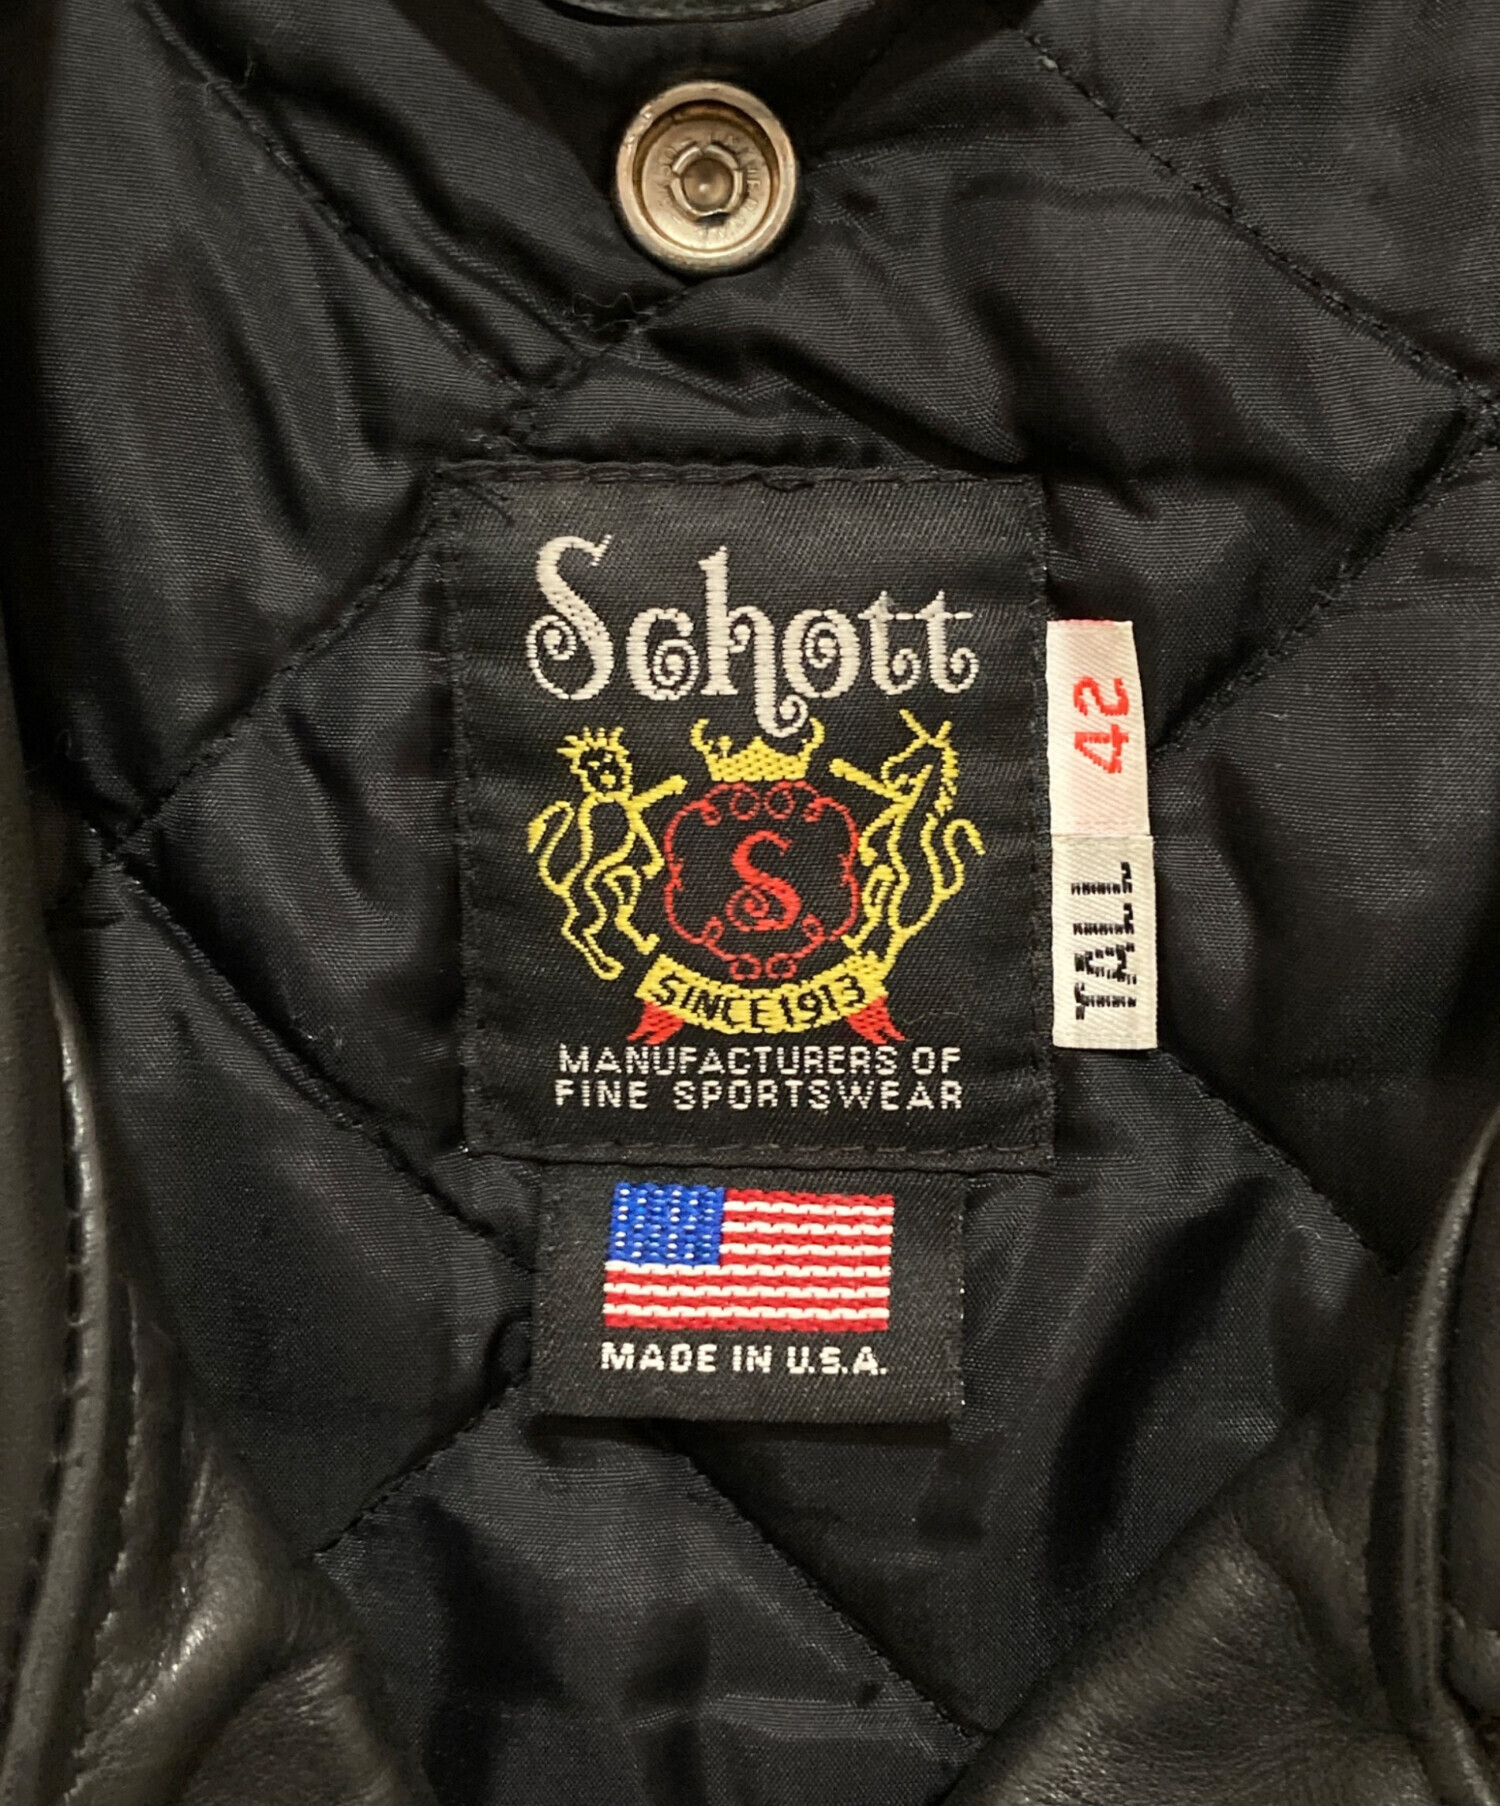 Schott
42
TALL
S
SINCE 1913
MANUFACTURERS OF
FINE SPORTSWEAR
MADE IN U.S.A.